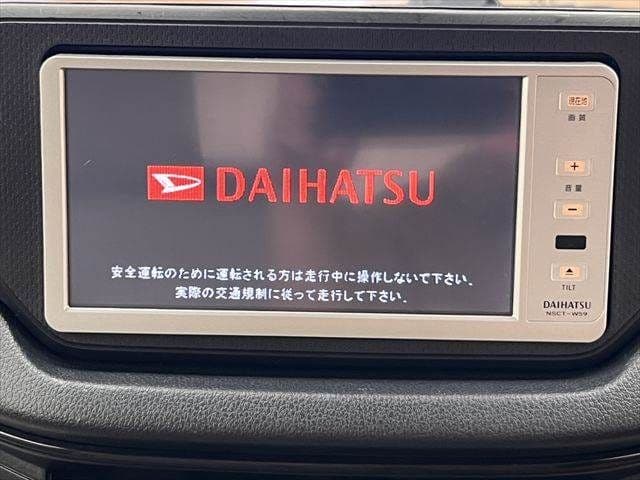 DAIHATSU
安全運転のために運転される方は走行中に操作しないで下さい.
実際の交通規制に従って走行して下さい.
現在地
画質
+
音量
−
TILT
DAIHATSU
NSCT-W59